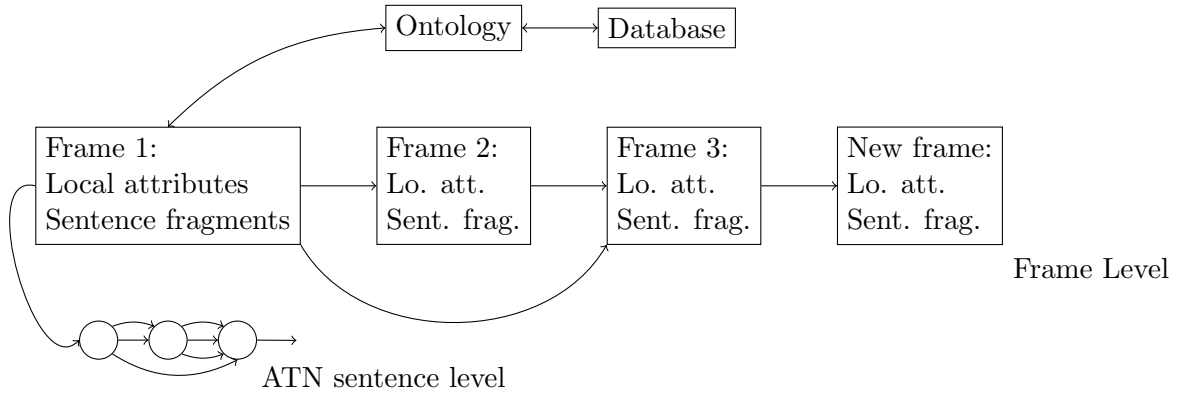 Ontology
Database
Frame 1:
Local attributes
Sentence fragments
Frame 2:
Lo. att.
Sent. frag.
Frame 3:
Lo. att.
Sent. frag.
New frame:
Lo. att.
Sent. frag.
Frame Level
ATN sentence level